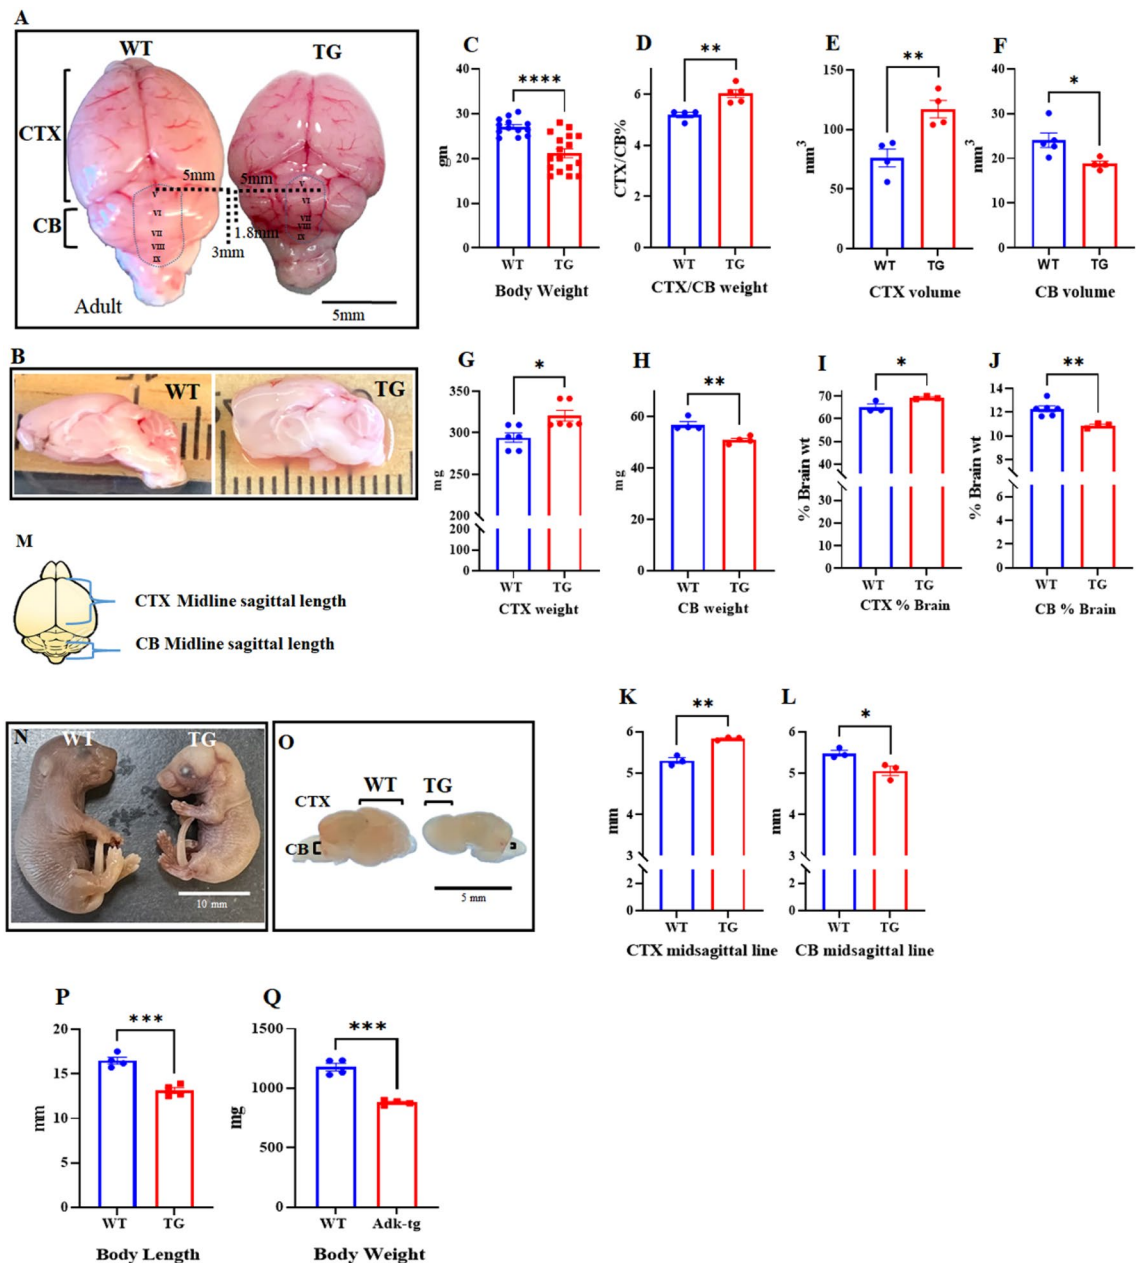 A
WT
TG
CTX
CB
5mm
5mm
V
VI
VII
VIII
IX
V
VI
VII
VIII
IX
1.8mm
3mm
Adult
5mm
B
WT
TG
C
****
40
30
20
10
0
gm
WT TG
Body Weight
D
**
6
4
2
0
CTX/CB%
WT TG
CTX/CB weight
E
**
150
100
50
0
mm3
WT TG
CTX volume
F
*
40
30
20
10
0
mm3
WT TG
CB volume
G
*
350
300
250
200
200
100
0
mg
WT TG
CTX weight
H
**
60
40
20
0
mg
WT TG
CB weight
I
*
70
60
50
40
30
20
10
0
% Brain wt
WT TG
CTX % Brain
J
**
14
12
10
8
6
4
2
0
% Brain wt
WT TG
CB % Brain
M
CTX Midline sagittal length
CB Midline sagittal length
K
**
6
5
4
3
2
0
mm
WT TG
CTX midsagittal line
L
*
6
5
4
3
2
0
mm
WT TG
CB midsagittal line
N
WT
TG
10 mm
O
WT
TG
CTX
CB
5 mm
P
***
20
15
10
5
0
mm
WT TG
Body Length
Q
***
1500
1000
500
0
mg
WT Adk-tg
Body Weight